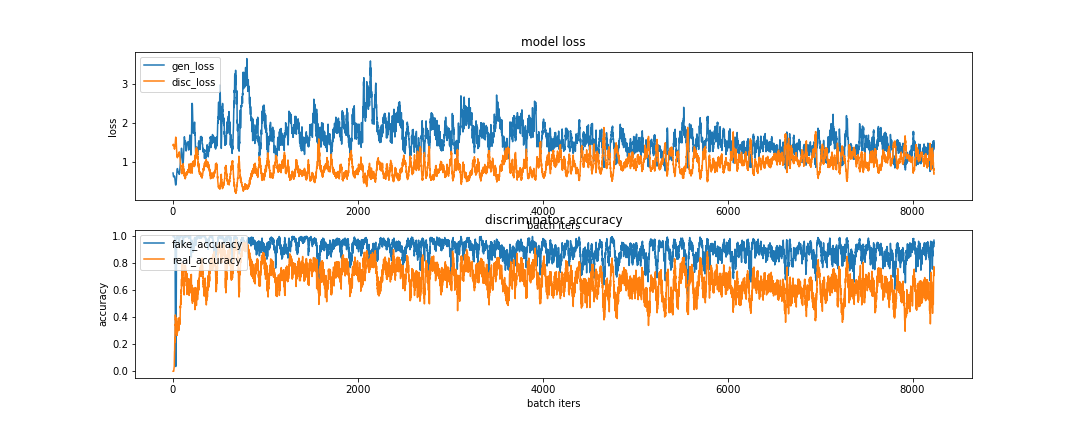 model loss
gen_loss
disc_loss
loss
3
2
1
0
2000
4000
6000
8000
batch iters
discriminator accuracy
fake_accuracy
real_accuracy
accuracy
1.0
0.8
0.6
0.4
0.2
0.0
0
2000
4000
6000
8000
batch iters